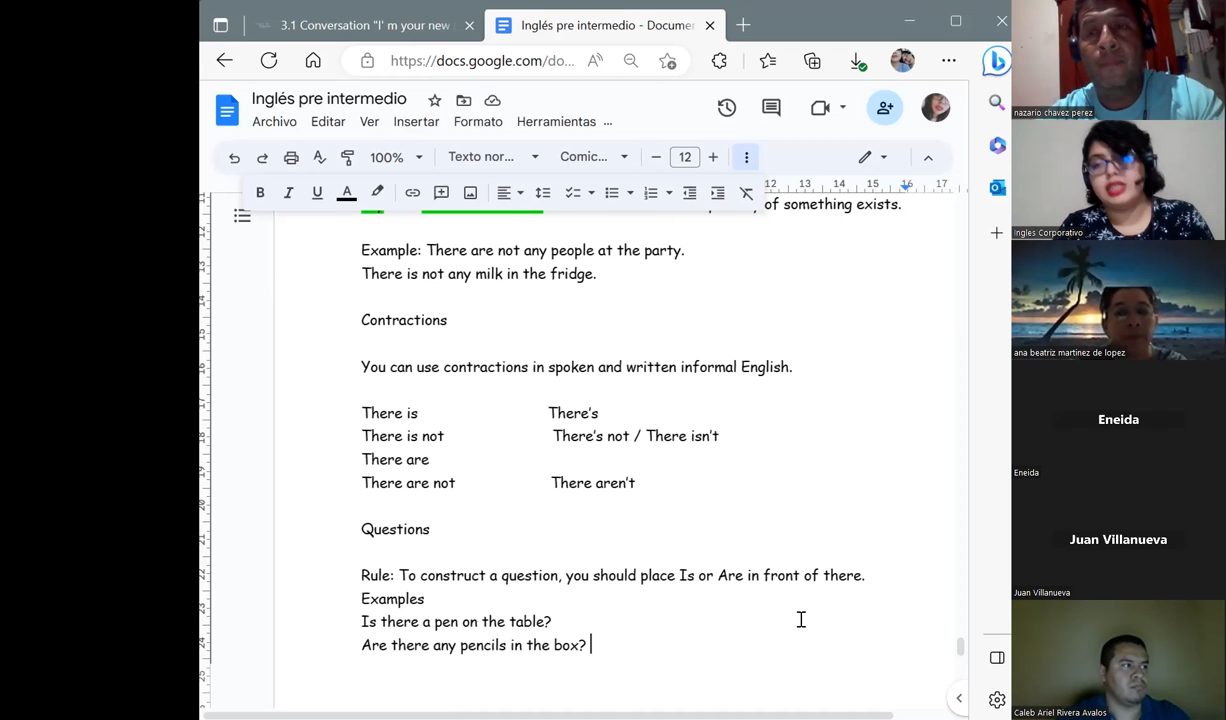 3.1 Conversation "I' m your new
Inglés pre intermedio - Documen
https://docs.google.com/do...
Inglés pre intermedio
Archivo Editar Ver Insertar Formato Herramientas ...
100% Texto nor... Comic... 12
12 13 14 15 16 17
of something exists.
Example: There are not any people at the party.
There is not any milk in the fridge.
Contractions
You can use contractions in spoken and written informal English.
There is There's
There is not There's not / There isn't
There are
There are not There aren't
Questions
Rule: To construct a question, you should place Is or Are in front of there.
Examples
Is there a pen on the table?
Are there any pencils in the box?
nazario chavez perez
Ingles Corporativo
ana beatriz martinez de lopez
Eneida
Eneida
Juan Villanueva
Juan Villanueva
Caleb Ariel Rivera Avalos